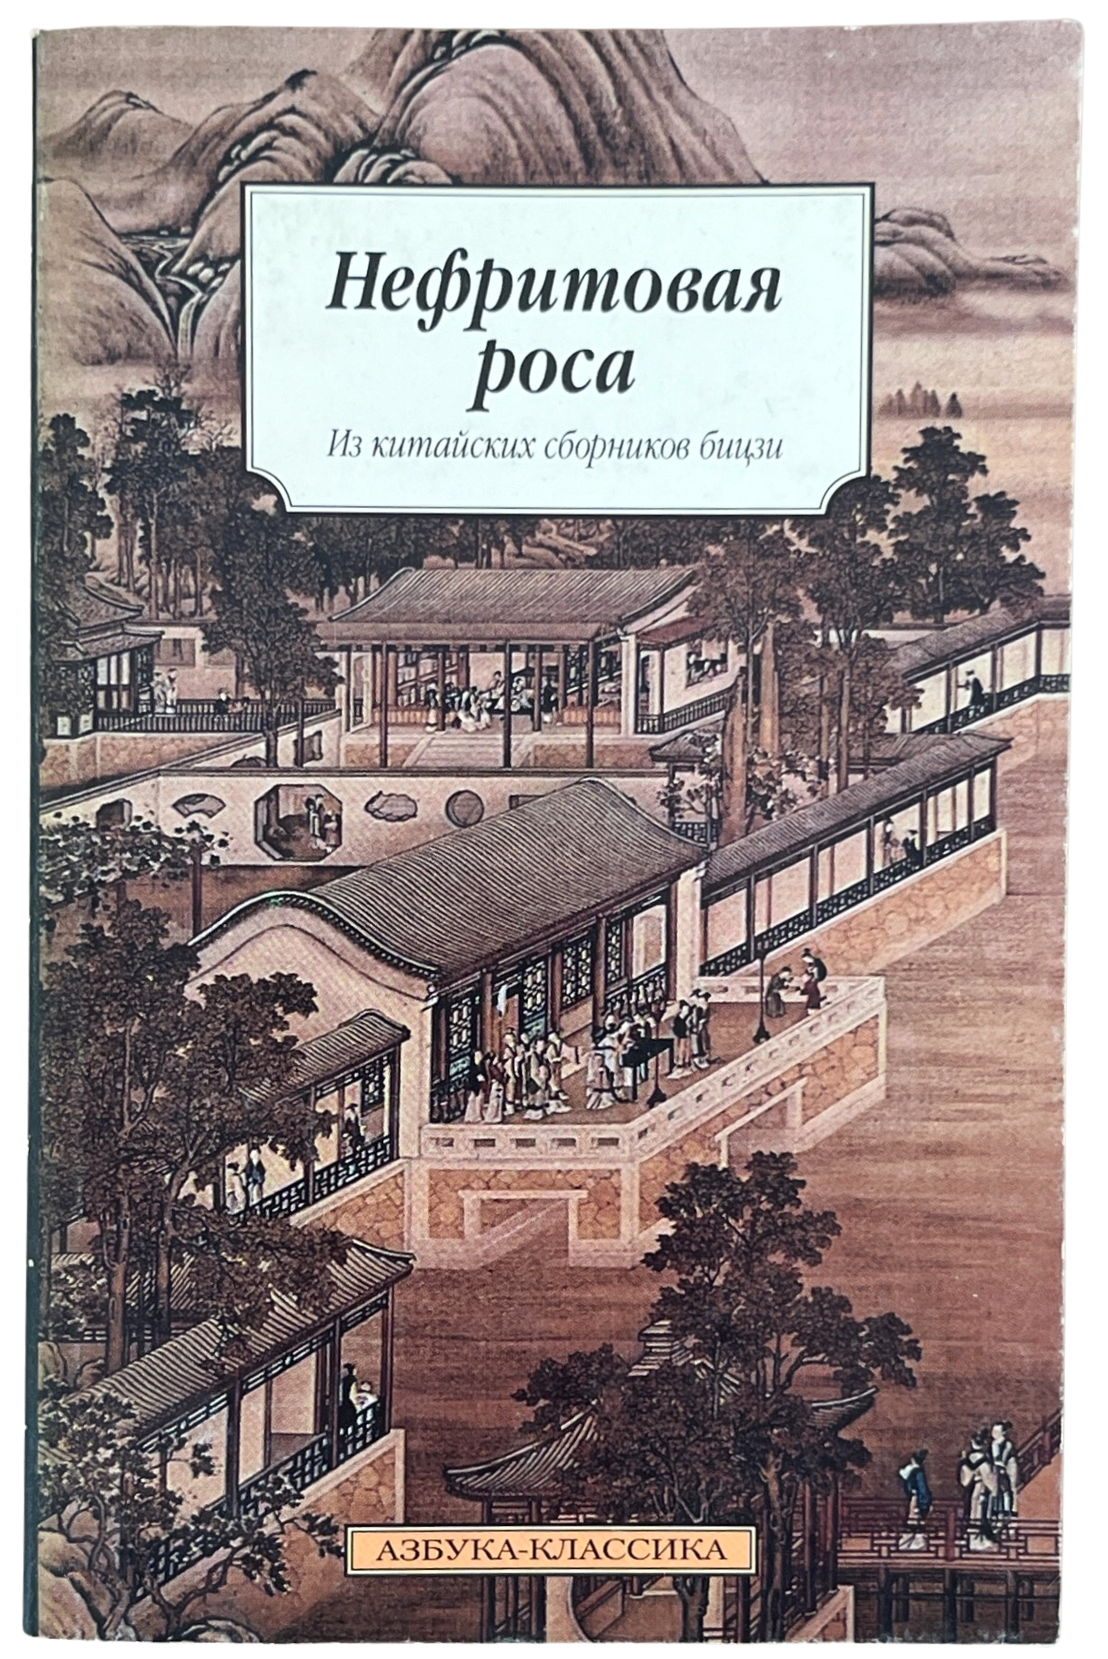 Нефритовая
роса
Из китайских сборников бицзи
АЗБУКА-КЛАССИКА